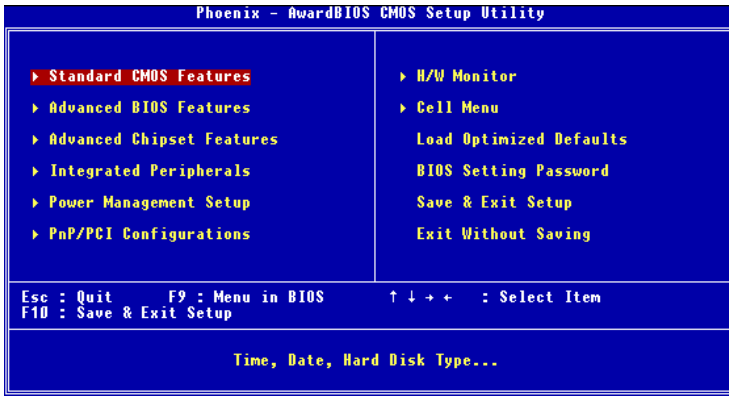 Phoenix - AwardBIOS CMOS Setup Utility
▸ Standard CMOS Features
▸ Advanced BIOS Features
▸ Advanced Chipset Features
▸ Integrated Peripherals
▸ Power Management Setup
▸ PnP/PCI Configurations
▸ H/W Monitor
▸ Cell Menu
Load Optimized Defaults
BIOS Setting Password
Save & Exit Setup
Exit Without Saving
Esc : Quit F9 : Menu in BIOS ↑ ↓ → ← : Select Item
F10 : Save & Exit Setup
Time, Date, Hard Disk Type...